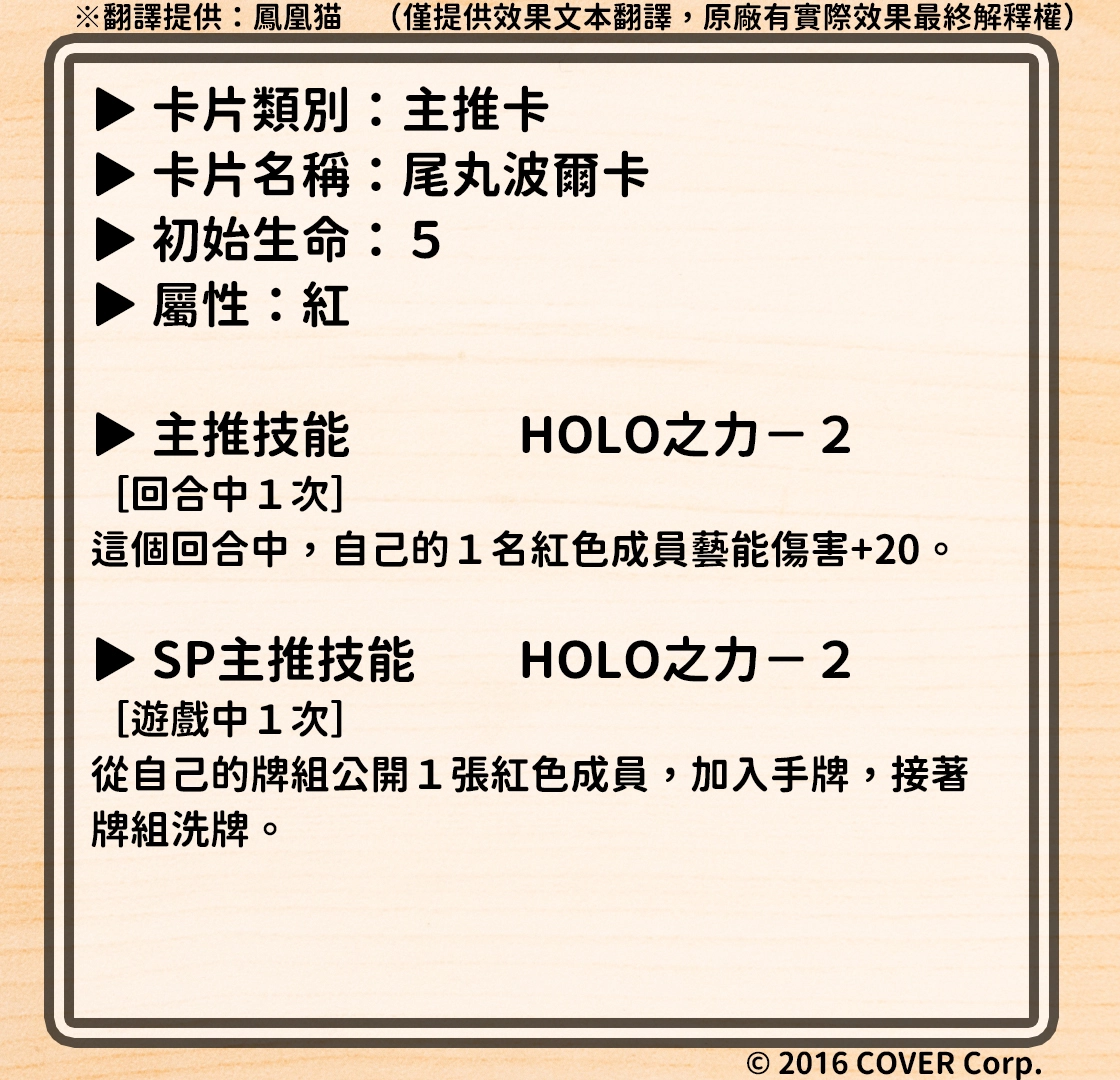 ※翻譯提供：鳳凰猫　（僅提供效果文本翻譯，原廠有實際效果最終解釋權）
▶ 卡片類別：主推卡
▶ 卡片名稱：尾丸波爾卡
▶ 初始生命：５
▶ 屬性：紅
▶ 主推技能　　　HOLO之力－２
［回合中１次］
這個回合中，自己的１名紅色成員藝能傷害+20。
▶ SP主推技能　　HOLO之力－２
［遊戲中１次］
從自己的牌組公開１張紅色成員，加入手牌，接著
牌組洗牌。
© 2016 COVER Corp.